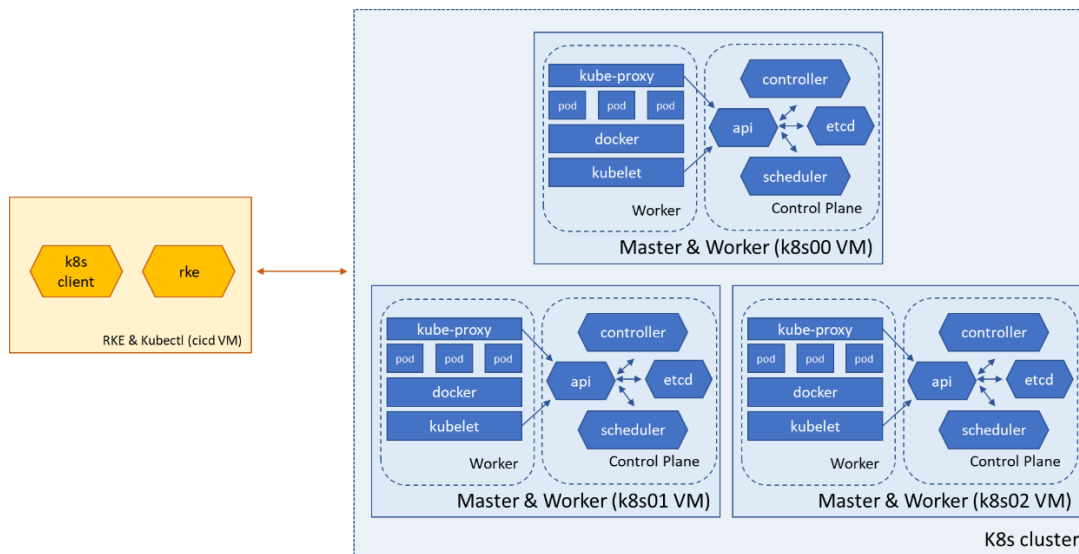 kube-proxy
pod pod pod
docker
kubelet
Worker
controller
api
etcd
scheduler
Control Plane
Master & Worker (k8s00 VM)
k8s
client
rke
RKE & Kubectl (cicd VM)
kube-proxy
pod pod pod
docker
kubelet
Worker
controller
api
etcd
scheduler
Control Plane
Master & Worker (k8s01 VM)
kube-proxy
pod pod pod
docker
kubelet
Worker
controller
api
etcd
scheduler
Control Plane
Master & Worker (k8s02 VM)
K8s cluster